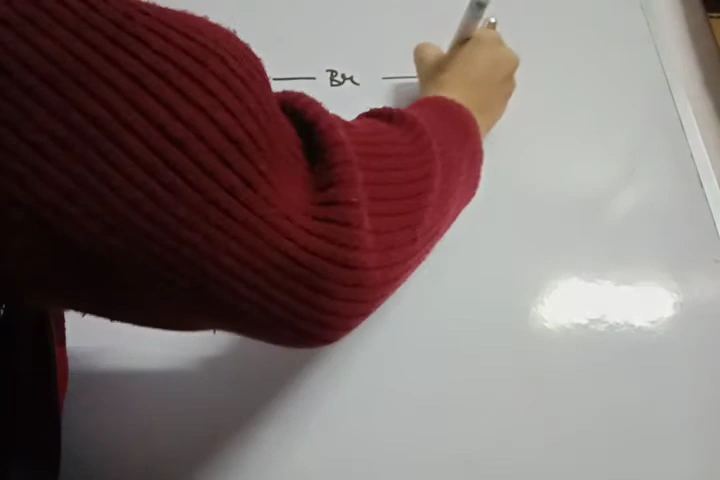 — Br —